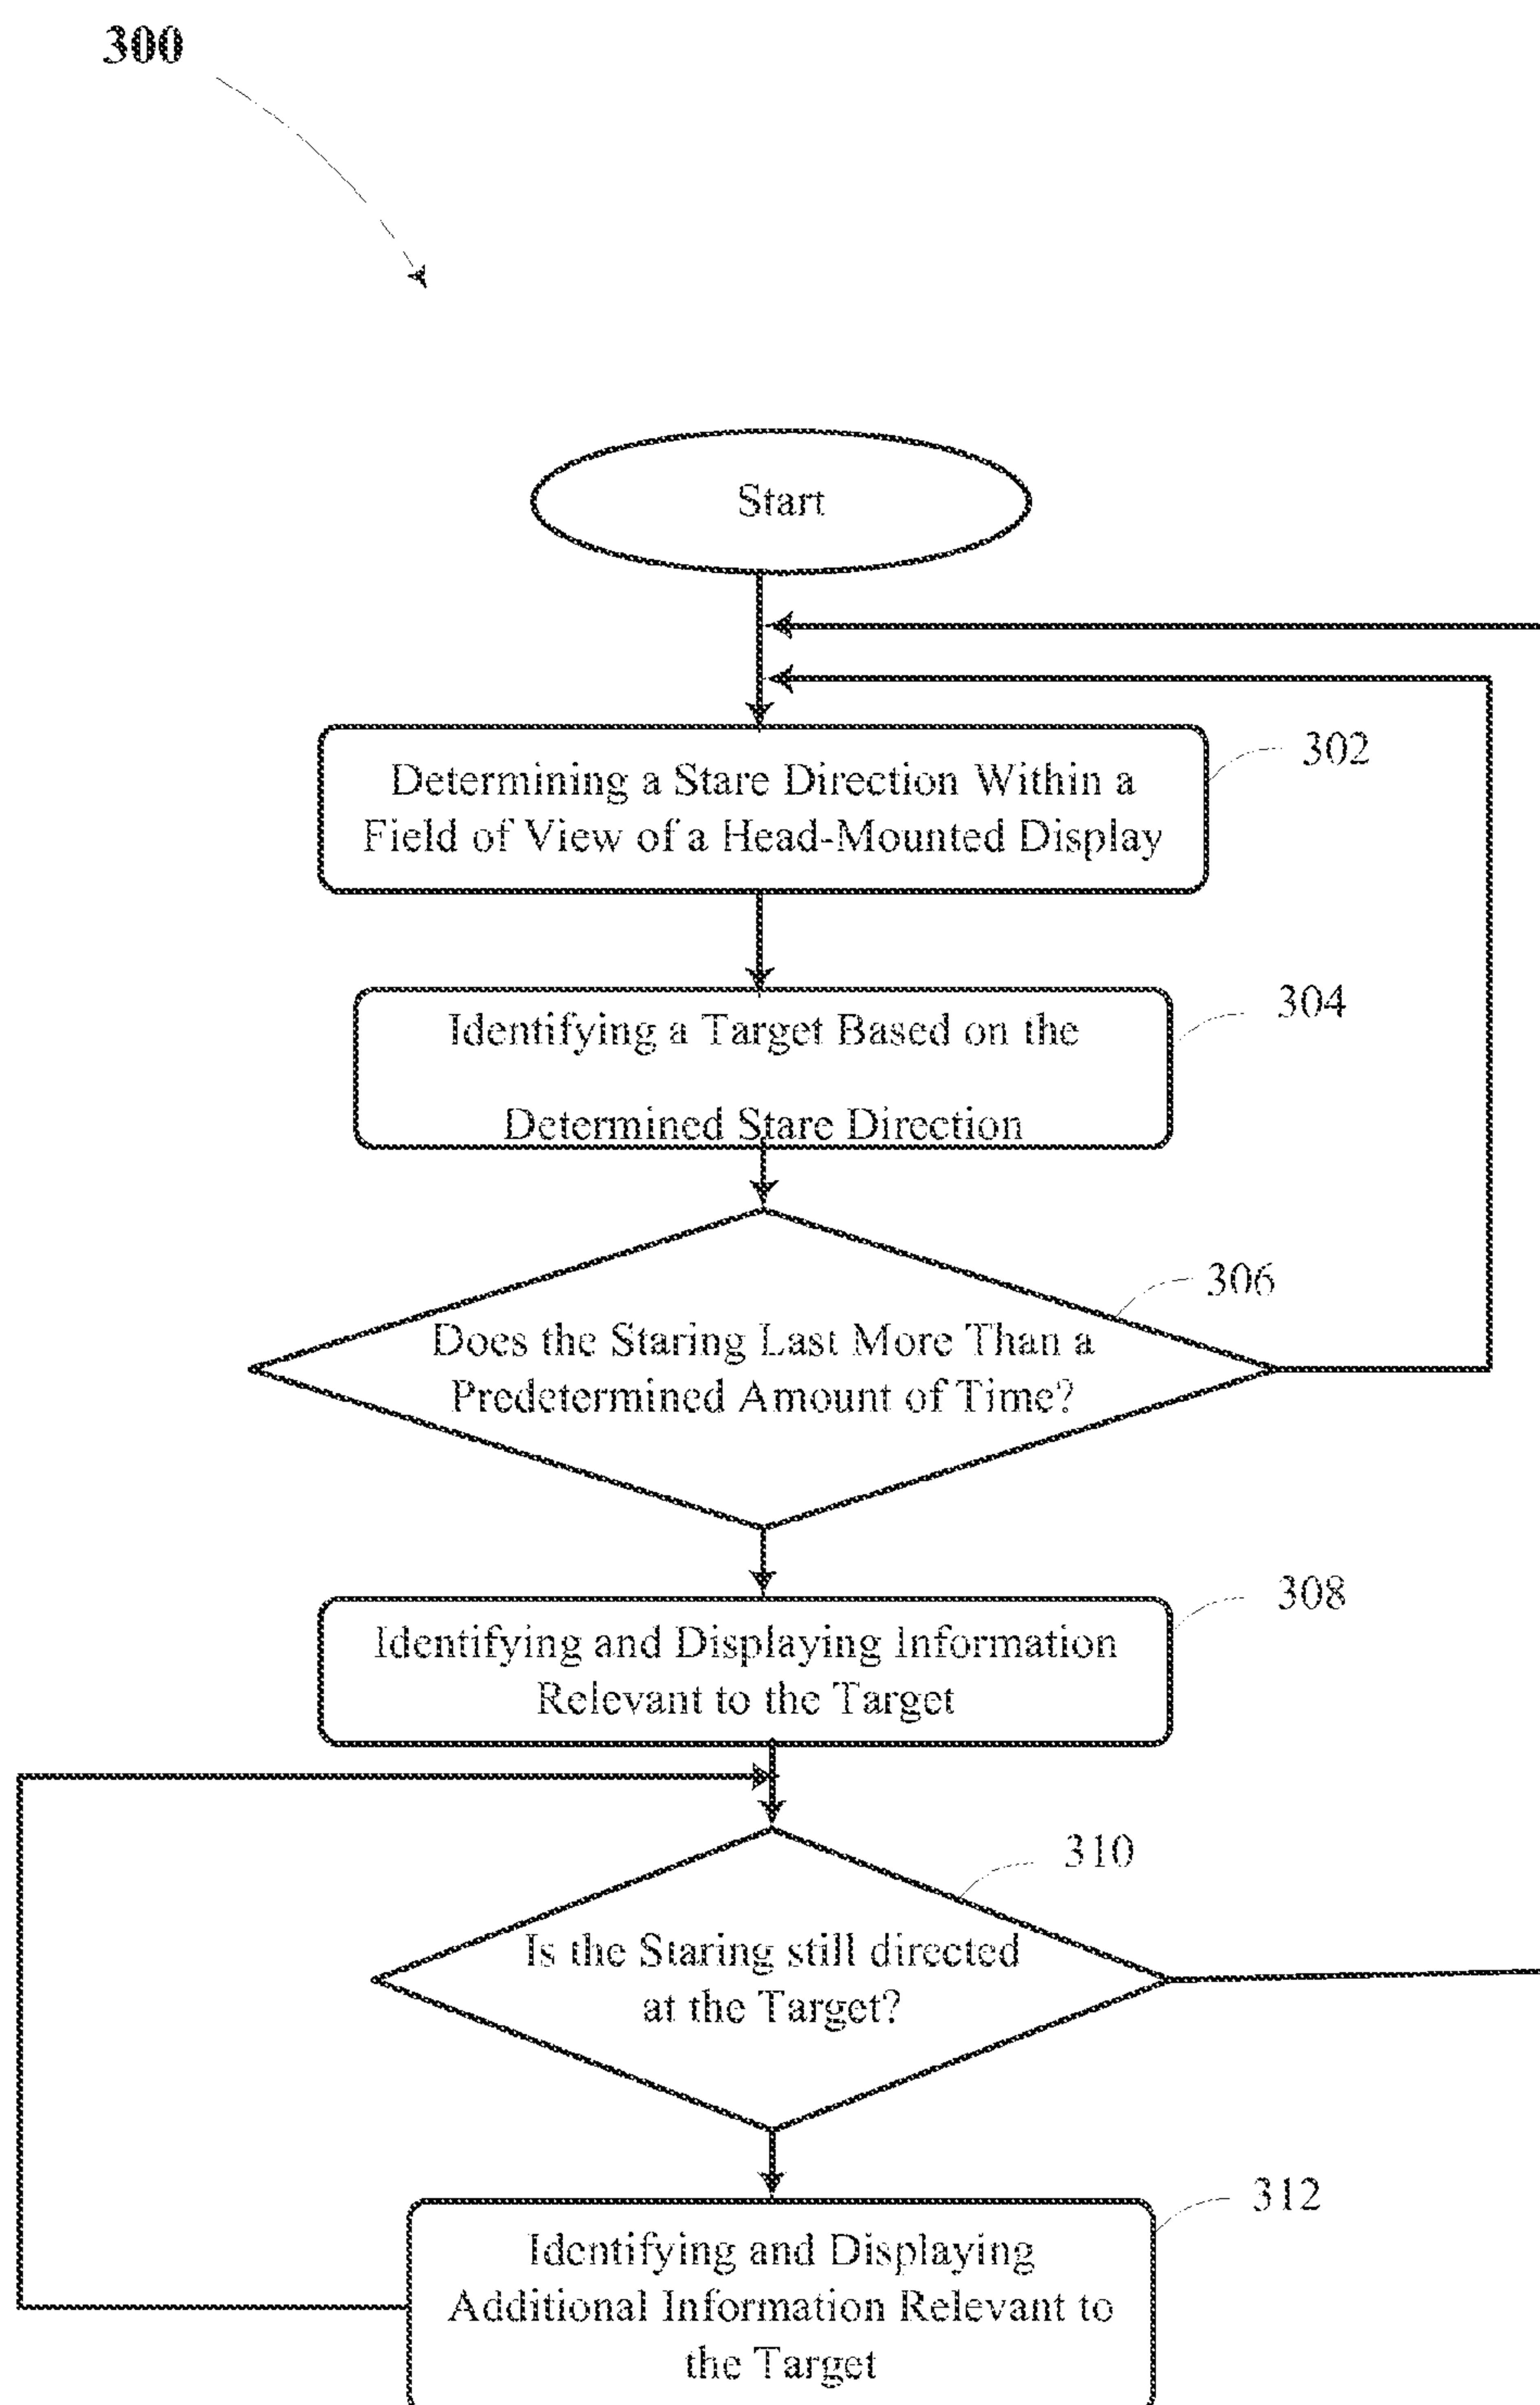 300
Start
302
Determining a Stare Direction Within a
Field of View of a Head-Mounted Display
304
Identifying a Target Based on the
Determined Stare Direction
306
Does the Staring Last More Than a
Predetermined Amount of Time?
308
Identifying and Displaying Information
Relevant to the Target
310
Is the Staring still directed
at the Target?
312
Identifying and Displaying
Additional Information Relevant to
the Target